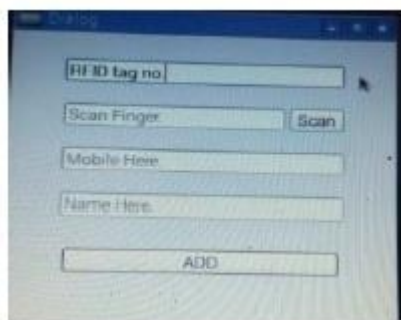 Dialog
RFID tag no.
Scan Finger
Scan
Mobile Here
Name Here
ADD